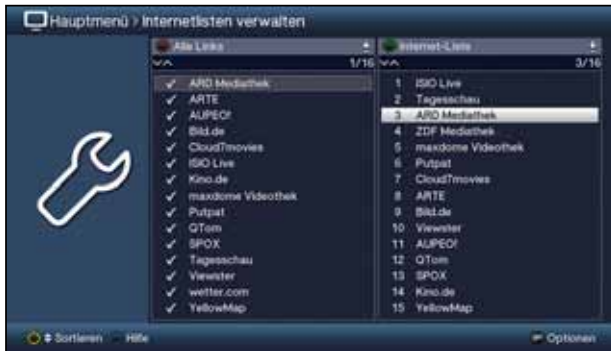 Hauptmenü > Internetlisten verwalten
Alle Links
1/16
ARD Mediathek
ARTE
AUPEO!
Bild.de
Cloud7movies
ISIO Live
Kino.de
maxdome Videothek
Putpat
QTom
SPOX
Tagesschau
Viewster
wetter.com
YellowMap
Internet-Liste
3/16
1 ISIO Live
2 Tagesschau
3 ARD Mediathek
4 ZDF Mediathek
5 maxdome Videothek
6 Putpat
7 Cloud7movies
8 ARTE
9 Bild.de
10 Viewster
11 AUPEO!
12 QTom
13 SPOX
14 Kino.de
15 YellowMap
Sortieren Hilfe
Optionen